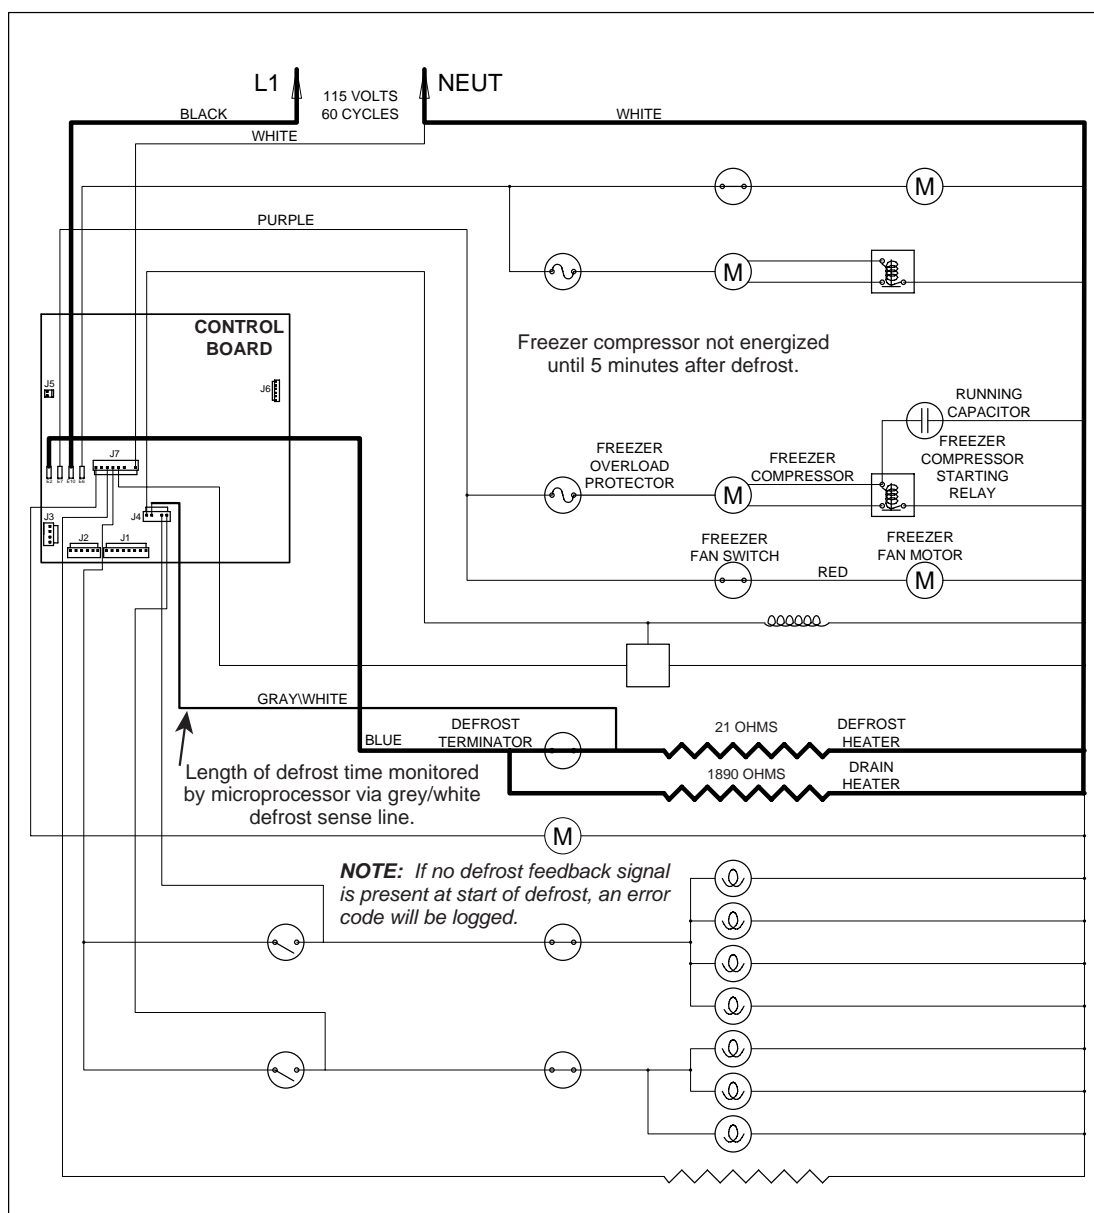 L1
NEUT
115 VOLTS
60 CYCLES
BLACK
WHITE
WHITE
PURPLE
CONTROL
BOARD
Freezer compressor not energized
until 5 minutes after defrost.
J5
J6
RUNNING
CAPACITOR
J7
FREEZER
OVERLOAD
PROTECTOR
FREEZER
COMPRESSOR
FREEZER
COMPRESSOR
STARTING
RELAY
J3
J4
J2
J1
FREEZER
FAN SWITCH
RED
FREEZER
FAN MOTOR
M
M
M
M
GRAY\WHITE
BLUE
DEFROST
TERMINATOR
21 OHMS
DEFROST
HEATER
1890 OHMS
DRAIN
HEATER
Length of defrost time monitored
by microprocessor via grey/white
defrost sense line.
M
NOTE: If no defrost feedback signal
is present at start of defrost, an error
code will be logged.